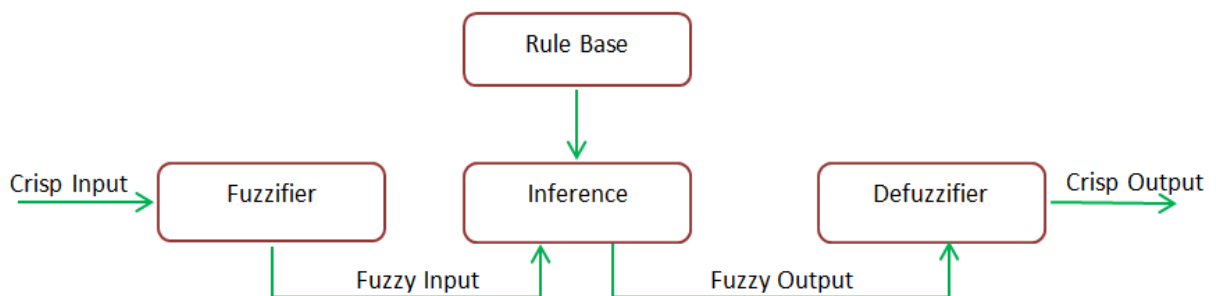 Rule Base
Crisp Input
Fuzzifier
Inference
Defuzzifier
Crisp Output
Fuzzy Input
Fuzzy Output